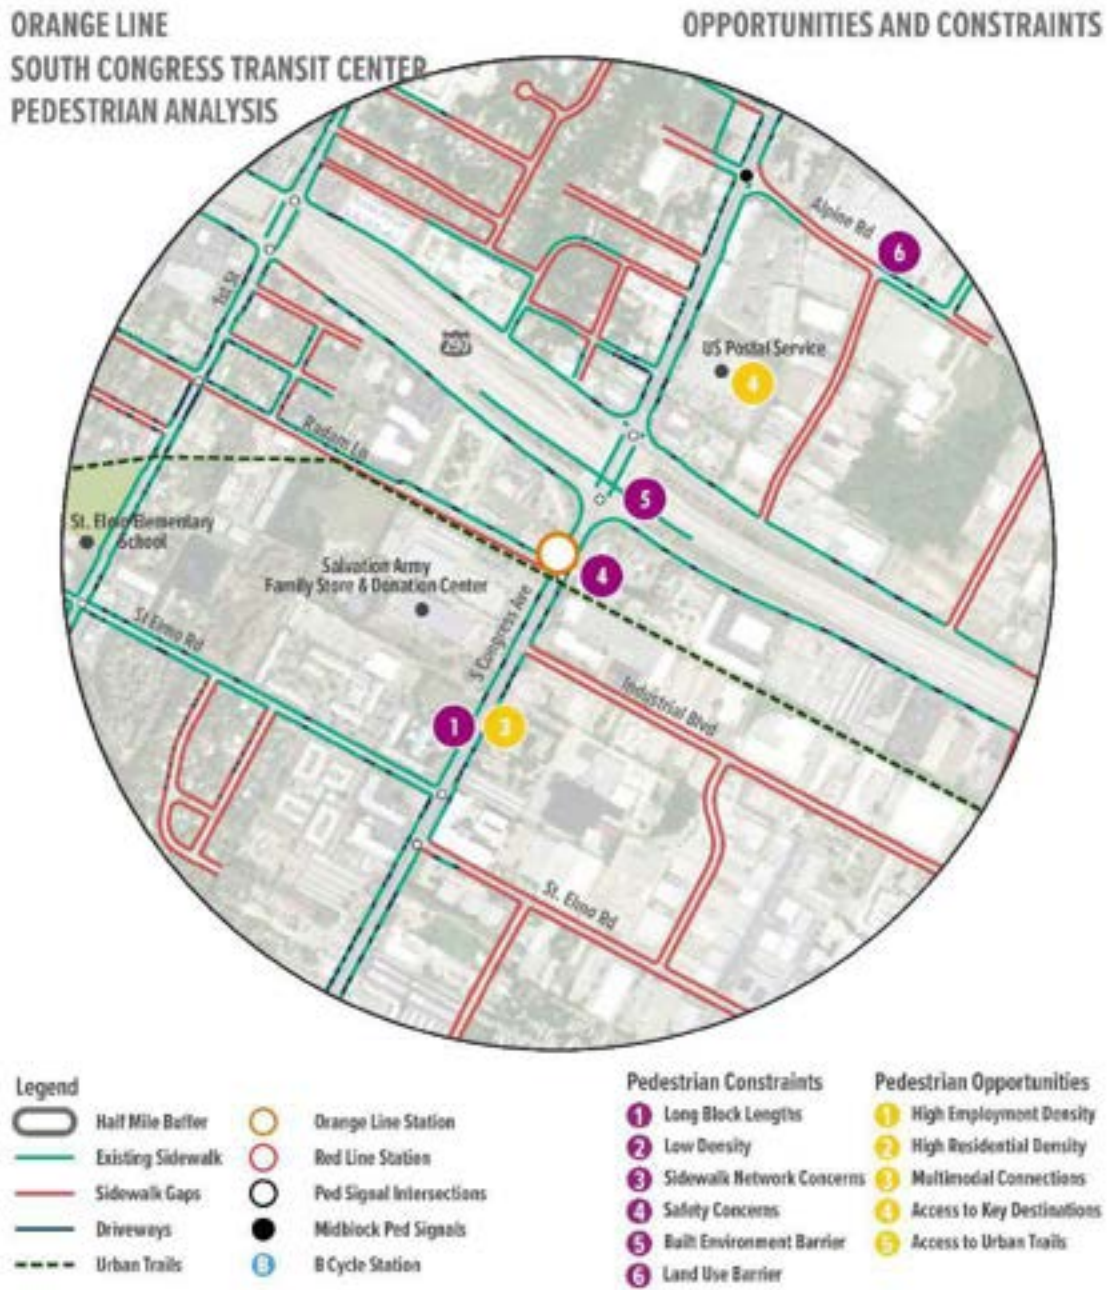 ORANGE LINE
SOUTH CONGRESS TRANSIT CENTER
PEDESTRIAN ANALYSIS
OPPORTUNITIES AND CONSTRAINTS
Alpine Rd
6
1st St
290
US Postal Service
4
Radam Ln
5
St. Elmo Elementary
School
Salvation Army
Family Store & Donation Center
4
S Congress Ave
St Elmo Rd
Industrial Blvd
1
3
St. Elmo Rd
Legend
Half Mile Buffer
Existing Sidewalk
Sidewalk Gaps
Driveways
Urban Trails
Orange Line Station
Red Line Station
Ped Signal Intersections
Midblock Ped Signals
B
B Cycle Station
Pedestrian Constraints
1 Long Block Lengths
2 Low Density
3 Sidewalk Network Concerns
4 Safety Concerns
5 Built Environment Barrier
6 Land Use Barrier
Pedestrian Opportunities
1 High Employment Density
2 High Residential Density
3 Multimodal Connections
4 Access to Key Destinations
5 Access to Urban Trails